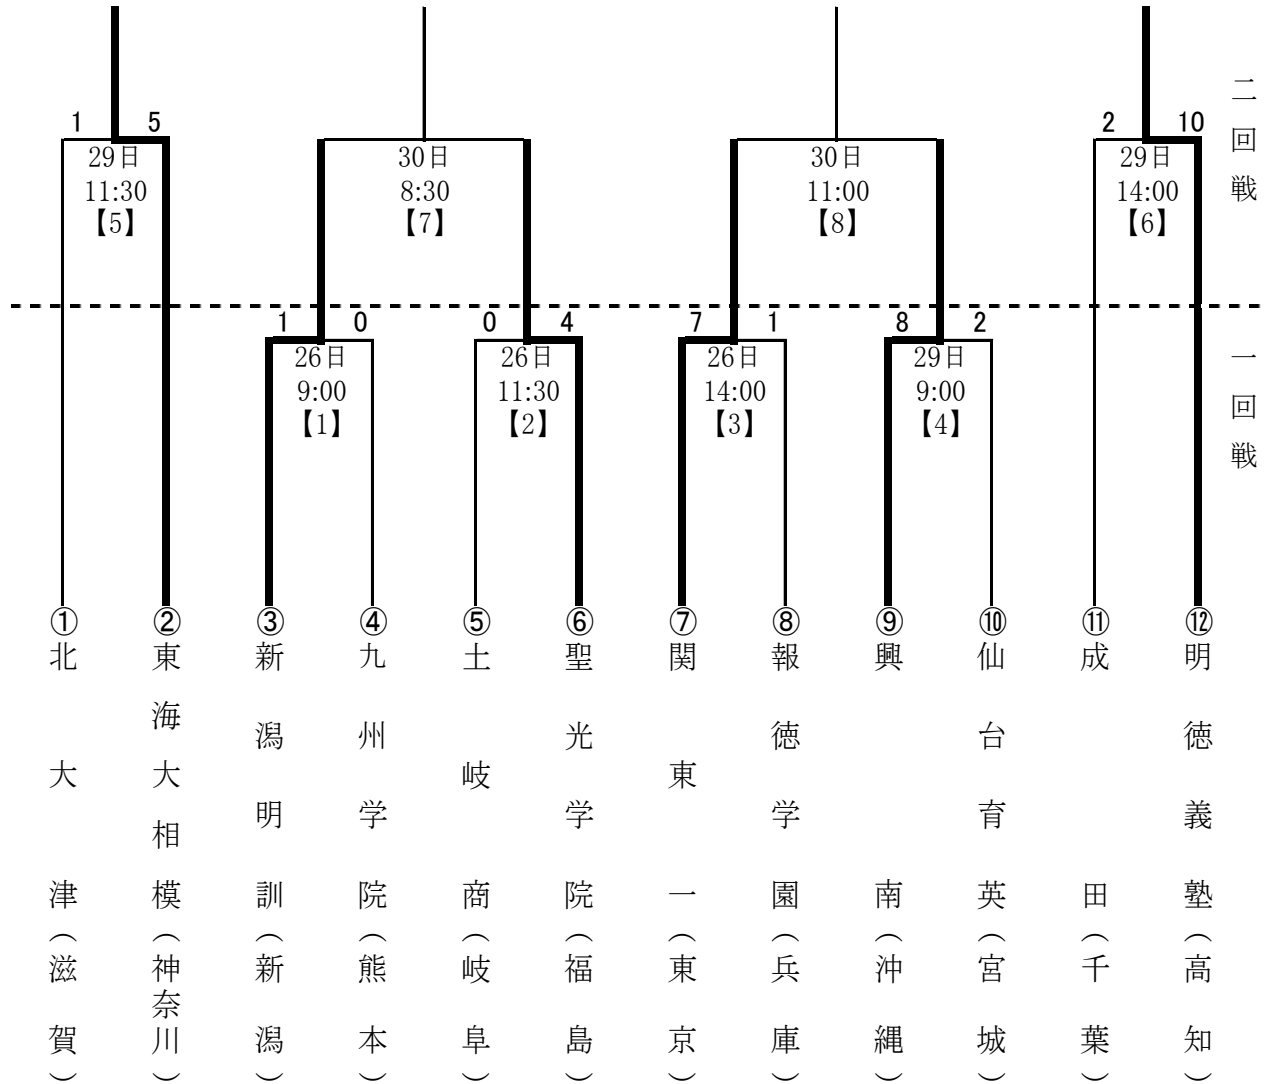 1 5
29日
11:30
【5】
30日
8:30
【7】
30日
11:00
【8】
2 10
29日
14:00
【6】
二回戦
1 0
26日
9:00
【1】
0 4
26日
11:30
【2】
7 1
26日
14:00
【3】
8 2
29日
9:00
【4】
一回戦
①北大津(滋賀)
②東海大相模(神奈川)
③新潟明訓(新潟)
④九州学院(熊本)
⑤土岐商(岐阜)
⑥聖光学院(福島)
⑦関東一(東京)
⑧報徳学園(兵庫)
⑨興南(沖縄)
⑩仙台育英(宮城)
⑪成田(千葉)
⑫明徳義塾(高知)